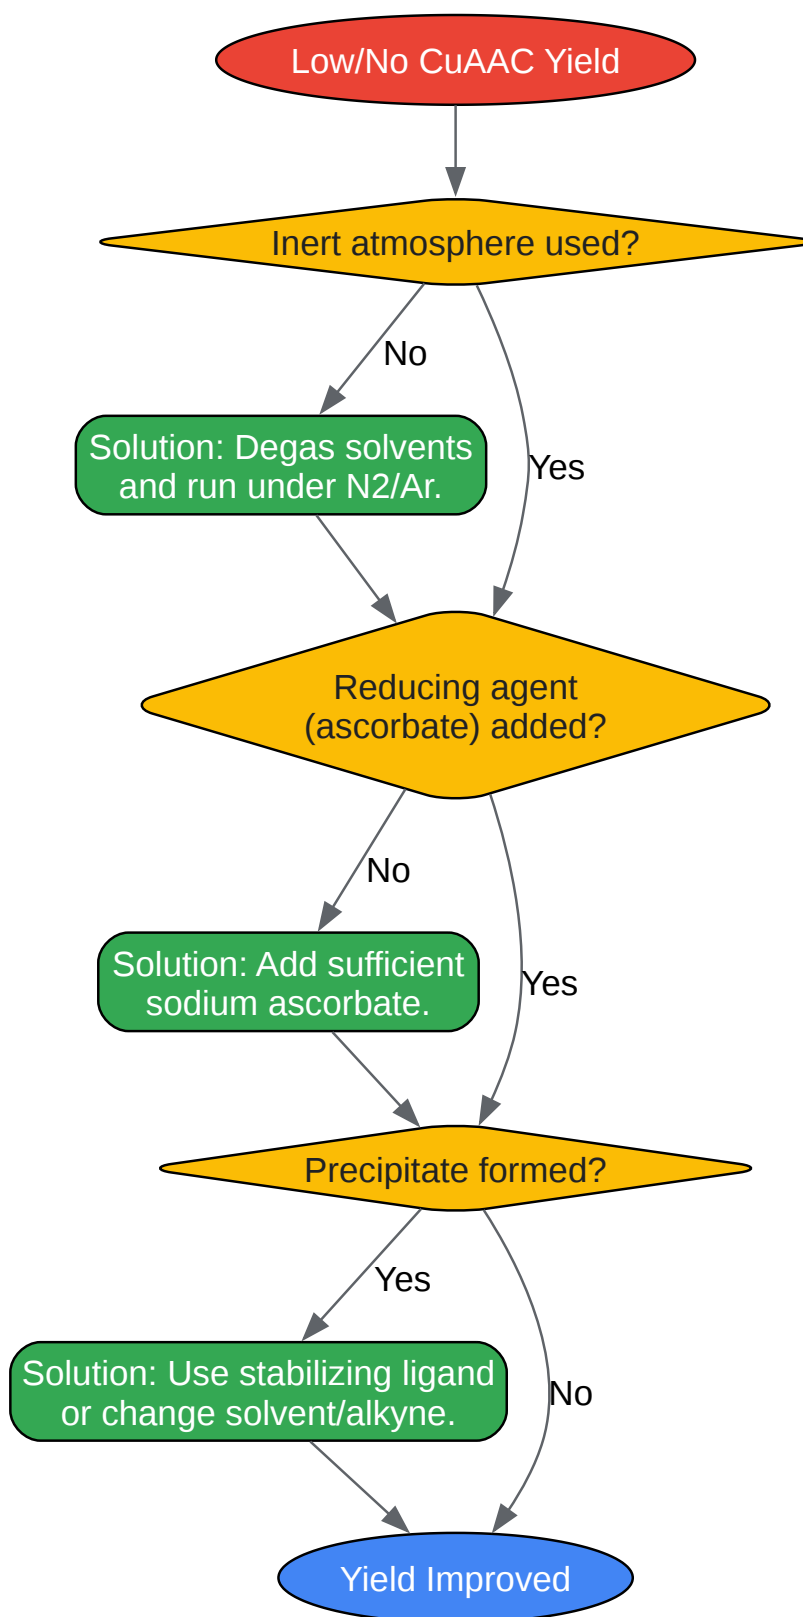 Low/No CuAAC Yield
Inert atmosphere used?
No
Solution: Degas solvents
and run under N2/Ar.
Yes
Reducing agent
(ascorbate) added?
No
Solution: Add sufficient
sodium ascorbate.
Yes
Precipitate formed?
Yes
Solution: Use stabilizing ligand
or change solvent/alkyne.
No
Yield Improved